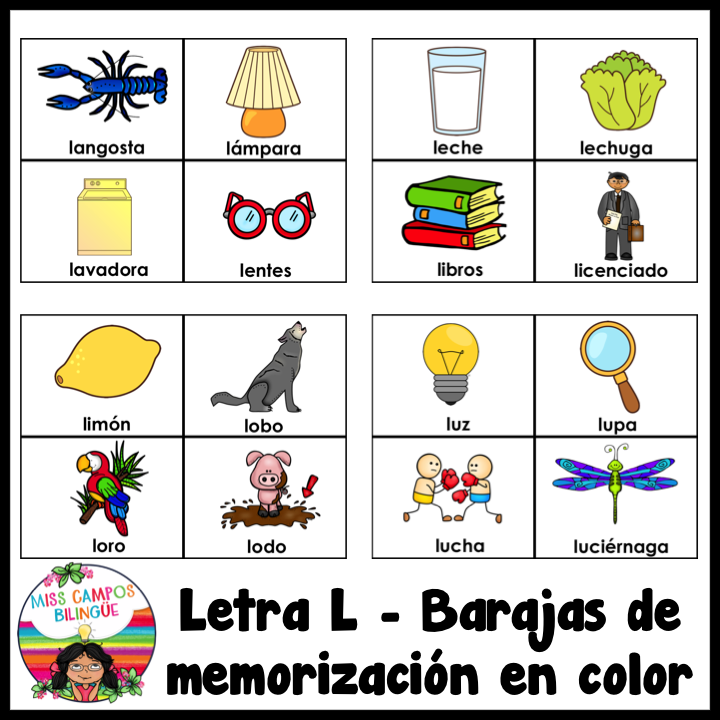 langosta
lámpara
lavadora
lentes
leche
lechuga
libros
licenciado
limón
lobo
loro
lodo
luz
lupa
lucha
luciérnaga
MISS CAMPOS
BILINGÜE
Letra L - Barajas de
memorización en color